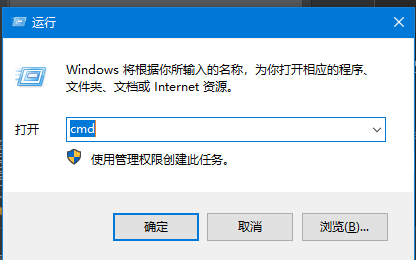 运行
Windows 将根据你所输入的名称，为你打开相应的程序、
文件夹、文档或 Internet 资源。
打开
cmd
使用管理权限创建此任务。
确定 取消 浏览(B)...